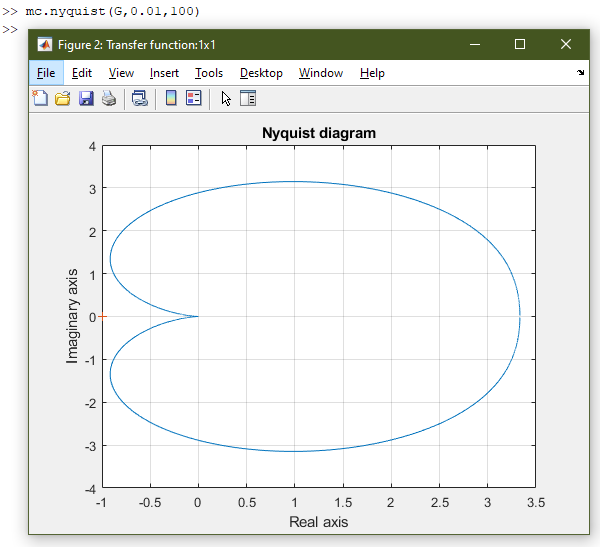 >> mc.nyquist(G,0.01,100)
>>
Figure 2: Transfer function:1x1
File Edit View Insert Tools Desktop Window Help
Nyquist diagram
4
3
2
1
0
-1
-2
-3
-4
Imaginary axis
-1 -0.5 0 0.5 1 1.5 2 2.5 3 3.5
Real axis